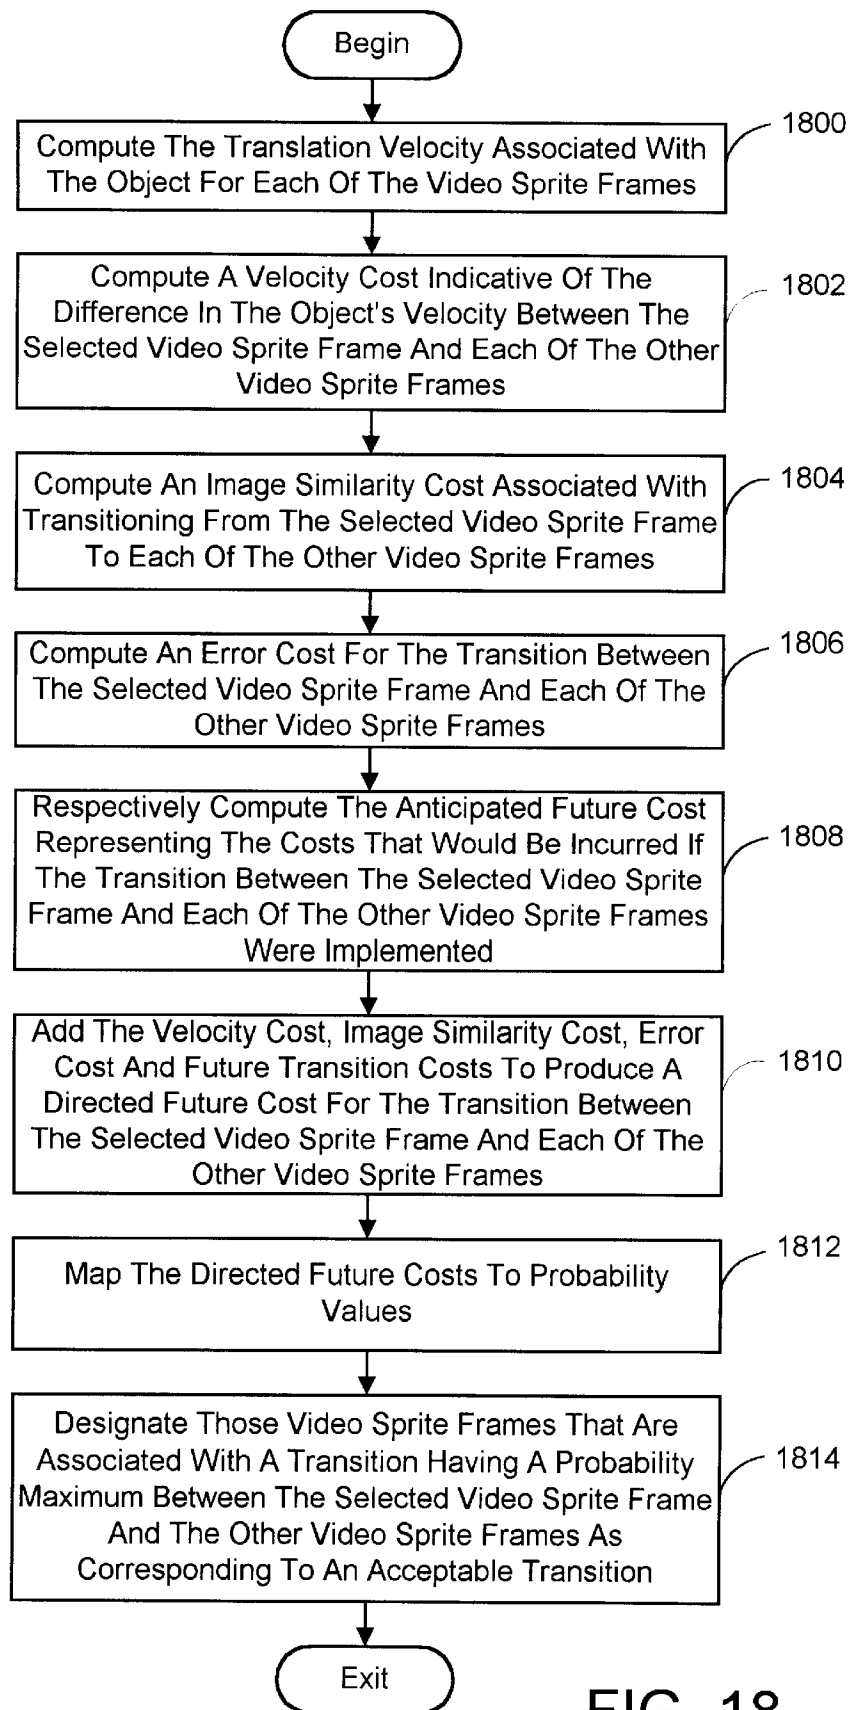 Begin
1800
Compute The Translation Velocity Associated With
The Object For Each Of The Video Sprite Frames
1802
Compute A Velocity Cost Indicative Of The
Difference In The Object's Velocity Between The
Selected Video Sprite Frame And Each Of The Other
Video Sprite Frames
1804
Compute An Image Similarity Cost Associated With
Transitioning From The Selected Video Sprite Frame
To Each Of The Other Video Sprite Frames
1806
Compute An Error Cost For The Transition Between
The Selected Video Sprite Frame And Each Of The
Other Video Sprite Frames
1808
Respectively Compute The Anticipated Future Cost
Representing The Costs That Would Be Incurred If
The Transition Between The Selected Video Sprite
Frame And Each Of The Other Video Sprite Frames
Were Implemented
1810
Add The Velocity Cost, Image Similarity Cost, Error
Cost And Future Transition Costs To Produce A
Directed Future Cost For The Transition Between
The Selected Video Sprite Frame And Each Of The
Other Video Sprite Frames
1812
Map The Directed Future Costs To Probability
Values
1814
Designate Those Video Sprite Frames That Are
Associated With A Transition Having A Probability
Maximum Between The Selected Video Sprite Frame
And The Other Video Sprite Frames As
Corresponding To An Acceptable Transition
Exit
FIG. 18